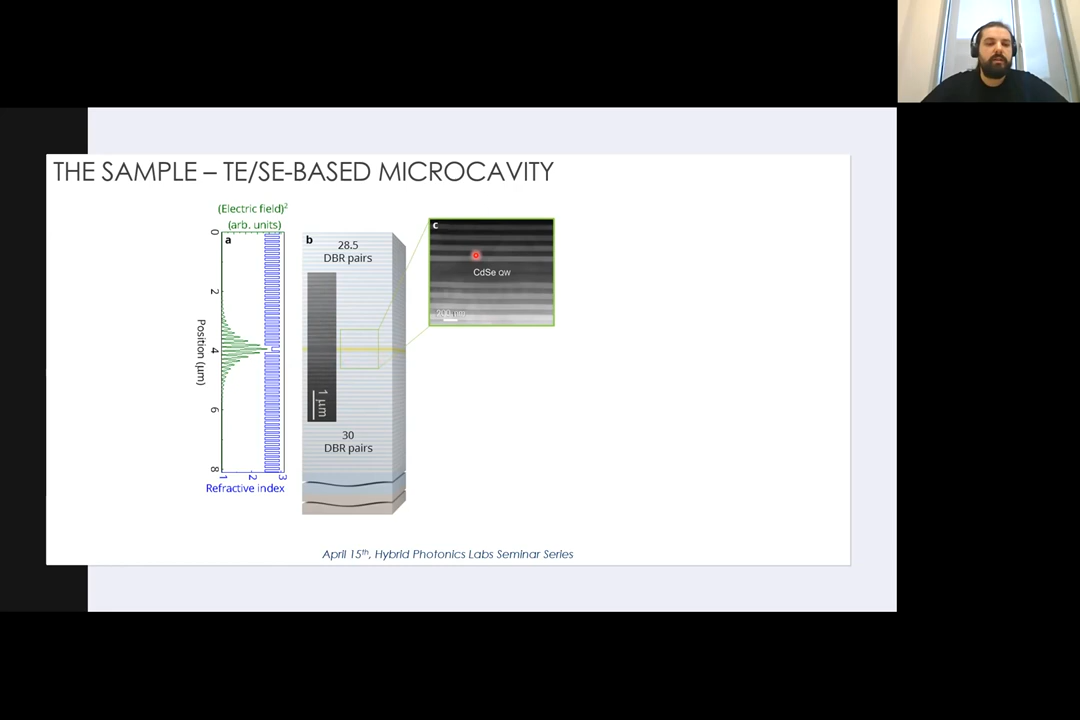 THE SAMPLE – TE/SE-BASED MICROCAVITY
(Electric field)²
(arb. units)
a
0
2
4
6
8
Position (μm)
1
2
3
Refractive index
b
28.5
DBR pairs
1 μm
30
DBR pairs
c
CdSe QW
200 nm
April 15th, Hybrid Photonics Labs Seminar Series